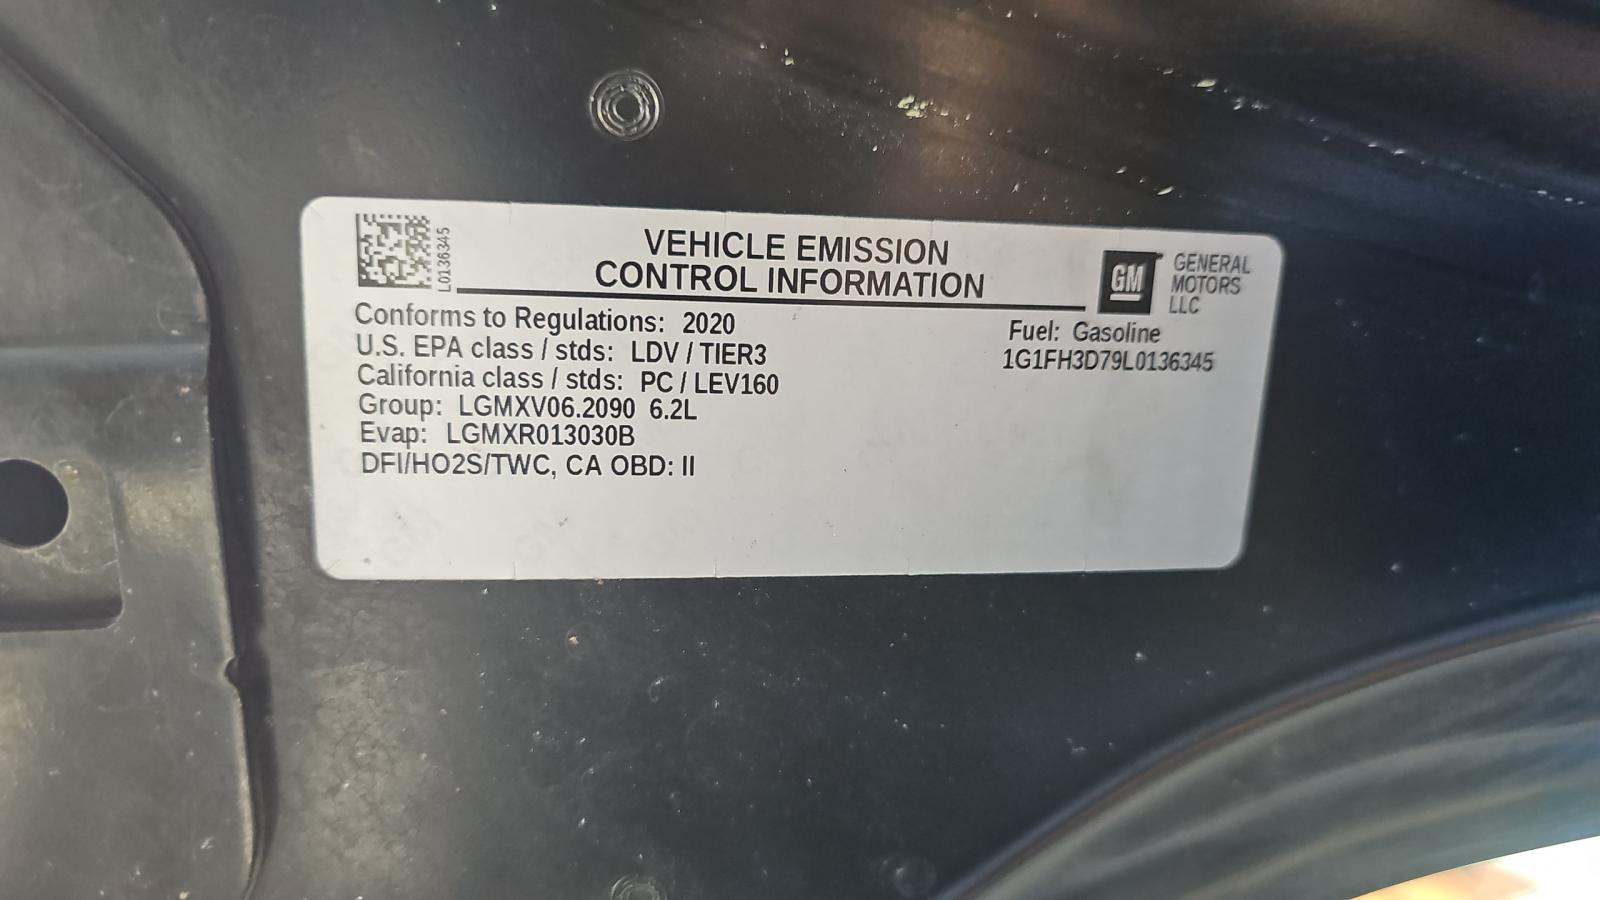 L0136345
VEHICLE EMISSION
CONTROL INFORMATION
GM
GENERAL
MOTORS
LLC
Conforms to Regulations: 2020
U.S. EPA class / stds: LDV / TIER3
California class / stds: PC / LEV160
Group: LGMXV06.2090 6.2L
Evap: LGMXR013030B
DFI/HO2S/TWC, CA OBD: II
Fuel: Gasoline
1G1FH3D79L0136345